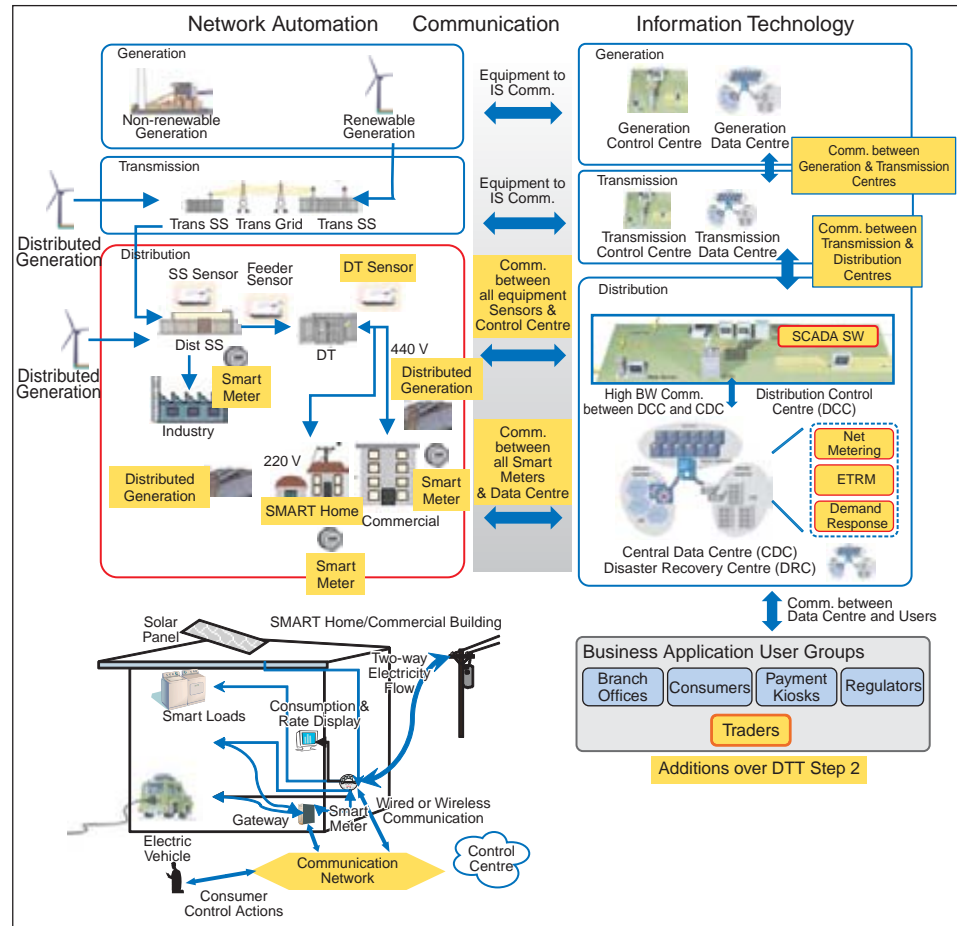 Network Automation
Communication
Information Technology
Generation
Non-renewable
Generation
Renewable
Generation
Equipment to
IS Comm.
Generation
Generation
Control Centre
Generation
Data Centre
Comm. between
Generation & Transmission
Centres
Transmission
Trans SS
Trans Grid
Trans SS
Distributed
Generation
Equipment to
IS Comm.
Transmission
Transmission
Control Centre
Transmission
Data Centre
Comm. between
Transmission &
Distribution
Centres
Distribution
SS Sensor
Feeder
Sensor
DT Sensor
Dist SS
DT
Distributed
Generation
Smart
Meter
Industry
440 V
Distributed
Generation
Distributed
Generation
220 V
SMART Home
Commercial
Smart
Meter
Smart
Meter
Comm.
between
all equipment
Sensors &
Control Centre
Comm.
between
all Smart
Meters
& Data Centre
Distribution
SCADA SW
High BW Comm.
between DCC and CDC
Distribution Control
Centre (DCC)
Net
Metering
ETRM
Demand
Response
Central Data Centre (CDC)
Disaster Recovery Centre (DRC)
Comm. between
Data Centre and Users
Business Application User Groups
Branch
Offices
Consumers
Payment
Kiosks
Regulators
Traders
Additions over DTT Step 2
Solar
Panel
SMART Home/Commercial Building
Two-way
Electricity
Flow
Smart Loads
Consumption &
Rate Display
Gateway
Smart
Meter
Wired or Wireless
Communication
Electric
Vehicle
Communication
Network
Control
Centre
Consumer
Control Actions